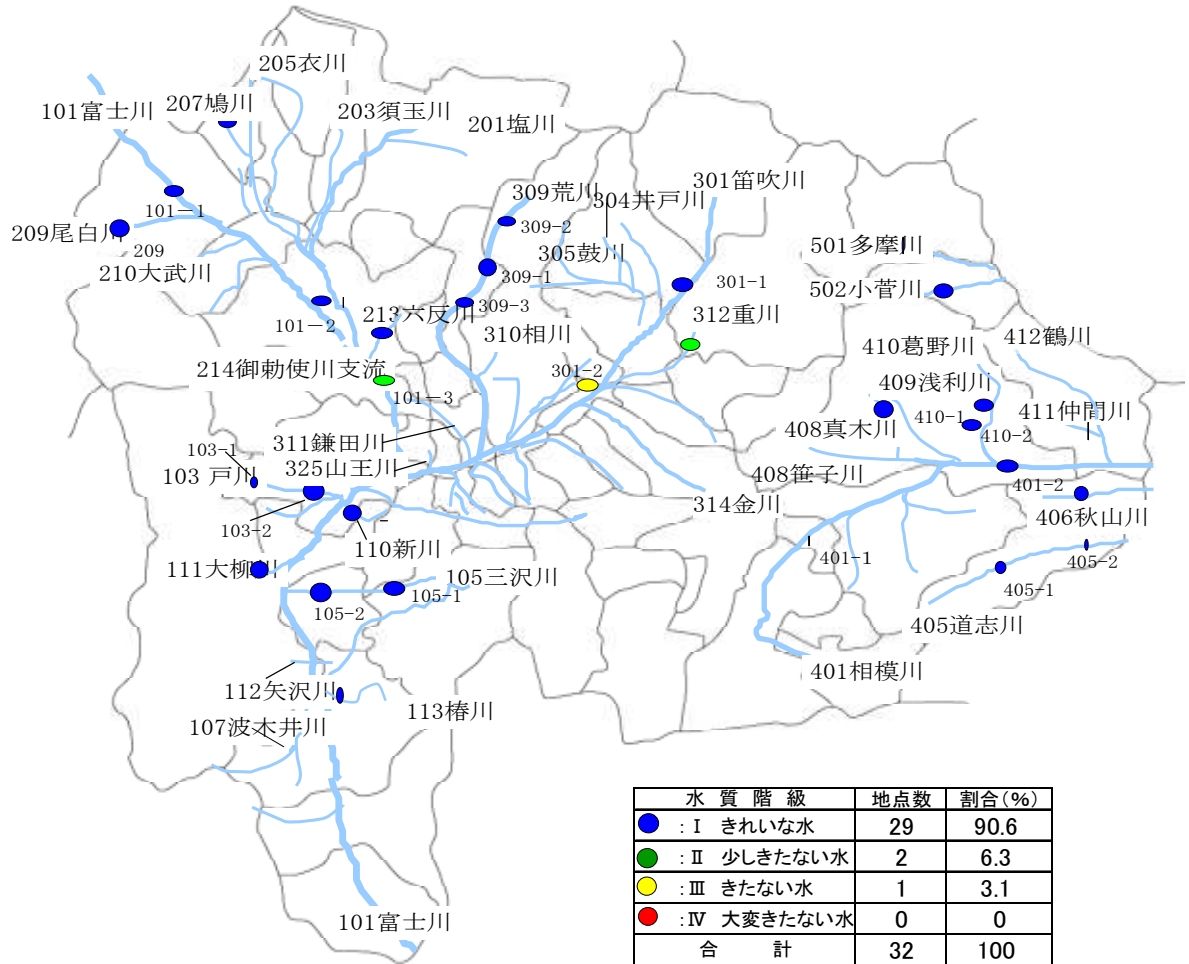 205衣川
101富士川
207鳩川
203須玉川
201塩川
309荒川
301笛吹川
304井戸川
101－1
309-2
209尾白川
209
305鼓川
501多摩川
210大武川
309-1
301-1
502小菅川
101－2
309-3
213六反川
312重川
310相川
412鶴川
410葛野川
214御勅使川支流
301-2
409浅利川
101－3
410-1
411仲間川
311鎌田川
408真木川
410-2
103-1
325山王川
103 戸川
408笹子川
401-2
314金川
406秋山川
103-2
401-1
405-2
110新川
111大柳川
105三沢川
405-1
105-2
105-1
405道志川
401相模川
112矢沢川
113椿川
107波木井川
101富士川
水 質 階 級 地点数 割合(%)
：Ⅰ きれいな水 29 90.6
：Ⅱ 少しきたない水 2 6.3
：Ⅲ きたない水 1 3.1
：Ⅳ 大変きたない水 0 0
合 計 32 100